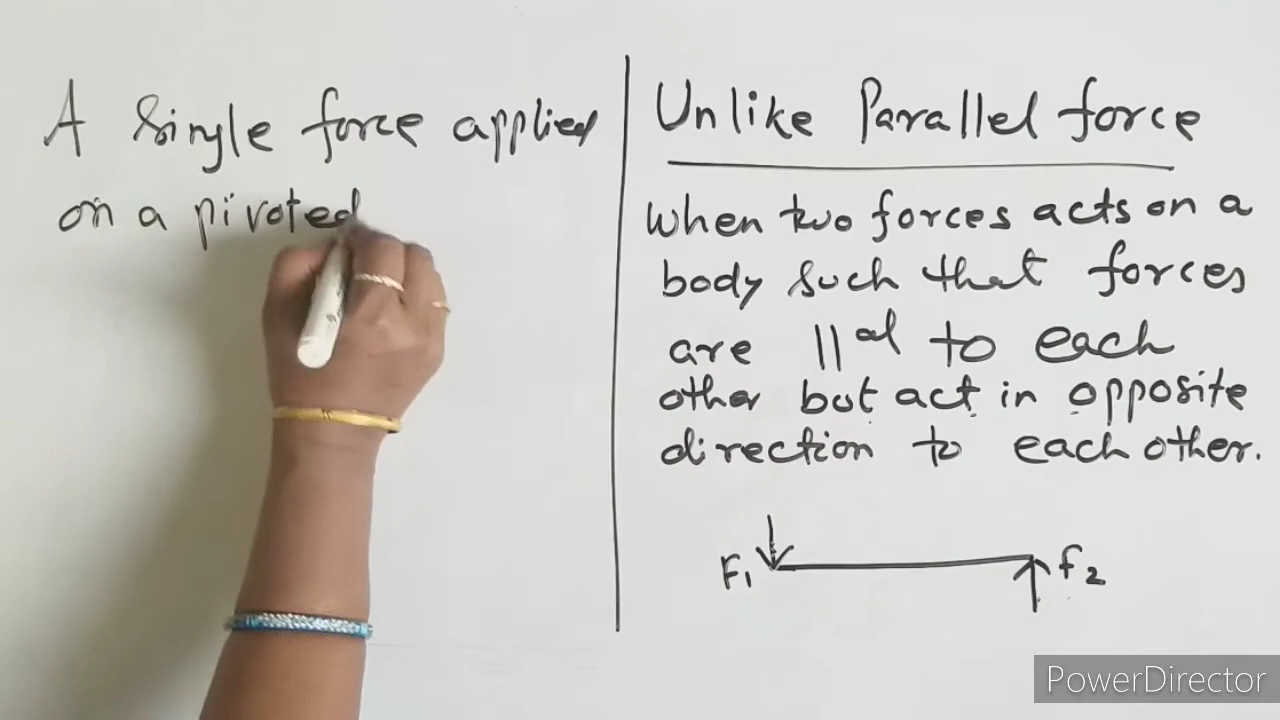 A single force applied
on a pivoted
Unlike Parallel force
When two forces acts on a
body such that forces
are ||al to each
other but act in opposite
direction to each other.
F1
f2
PowerDirector